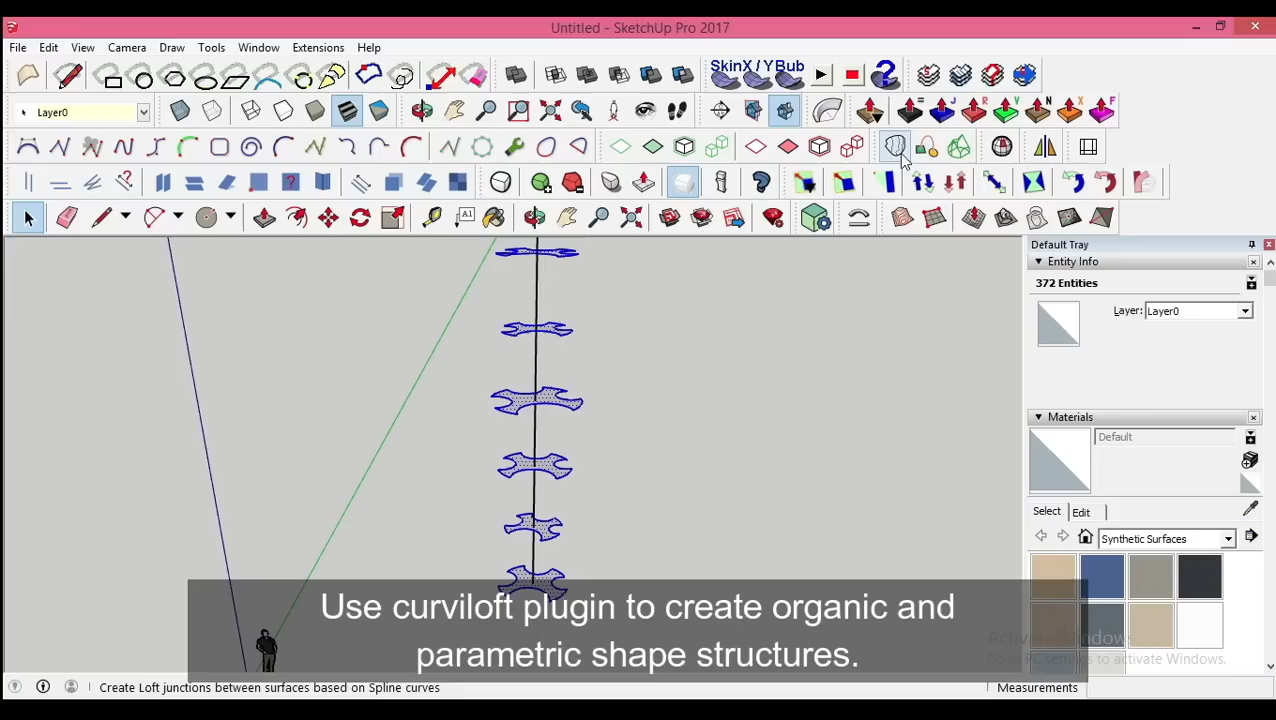 Untitled - SketchUp Pro 2017
File Edit View Camera Draw Tools Window Extensions Help
SkinX / YBub
Layer0
= J R V N X F
A1
Default Tray
Entity Info
372 Entities
Layer: Layer0
Materials
Default
Select Edit
Synthetic Surfaces
Use curviloft plugin to create organic and
parametric shape structures.
Activate Windows
Go to PC settings to activate Windows.
Create Loft junctions between surfaces based on Spline curves
Measurements